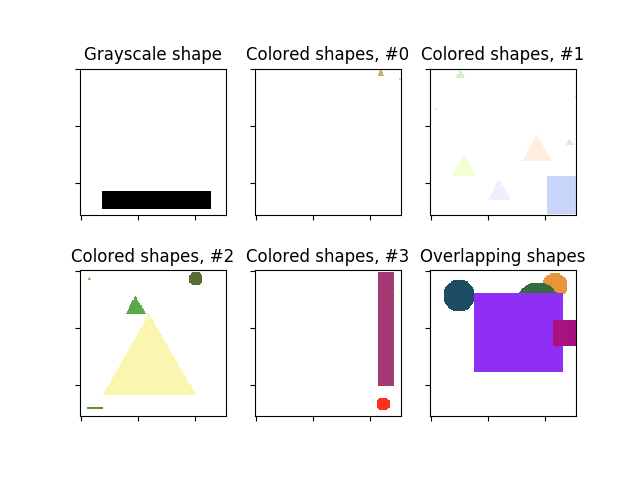 Grayscale shape
Colored shapes, #0
Colored shapes, #1
Colored shapes, #2
Colored shapes, #3
Overlapping shapes